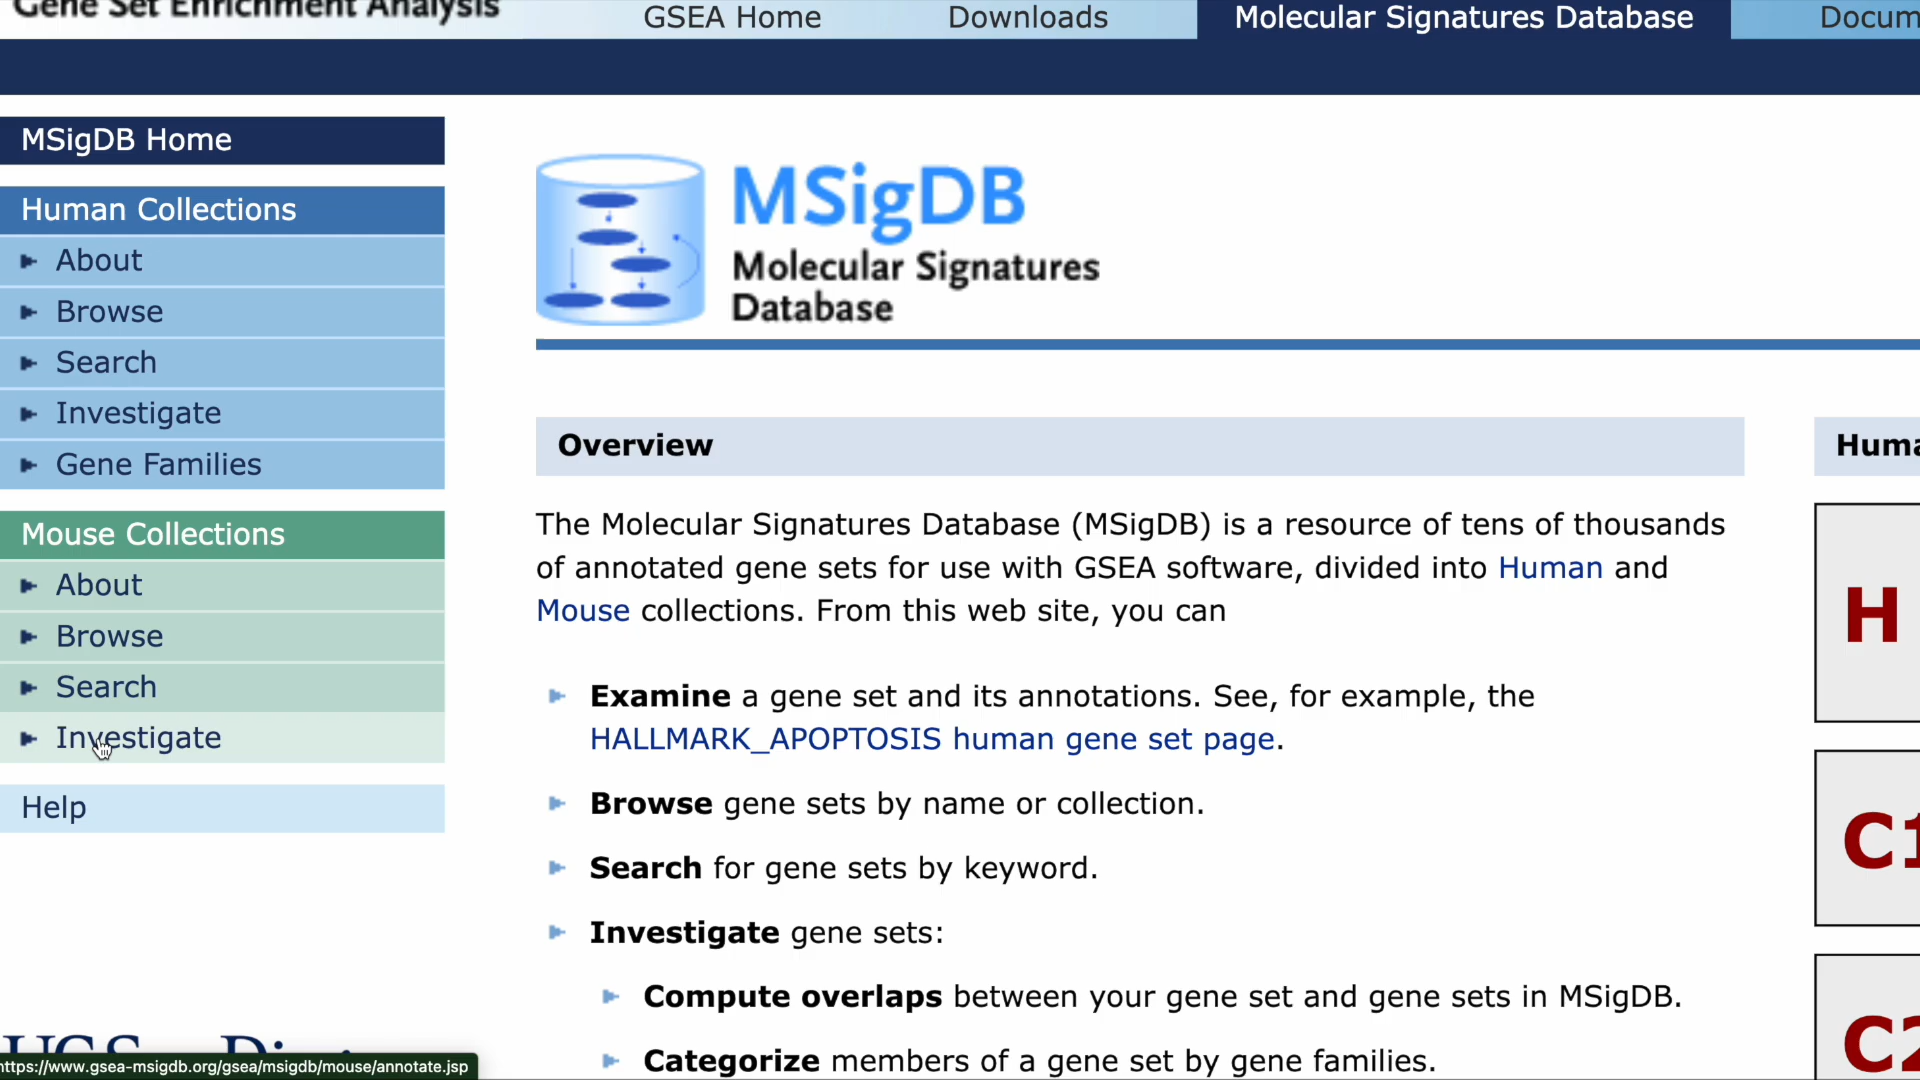 Gene Set Enrichment Analysis
GSEA Home
Downloads
Molecular Signatures Database
Docum
MSigDB Home
Human Collections
About
Browse
Search
Investigate
Gene Families
Mouse Collections
About
Browse
Search
Investigate
Help
MSigDB
Molecular Signatures
Database
Overview
The Molecular Signatures Database (MSigDB) is a resource of tens of thousands
of annotated gene sets for use with GSEA software, divided into Human and
Mouse collections. From this web site, you can
Examine a gene set and its annotations. See, for example, the
HALLMARK_APOPTOSIS human gene set page.
Browse gene sets by name or collection.
Search for gene sets by keyword.
Investigate gene sets:
Compute overlaps between your gene set and gene sets in MSigDB.
Categorize members of a gene set by gene families.
Huma
H
C1
C2
https://www.gsea-msigdb.org/gsea/msigdb/mouse/annotate.jsp